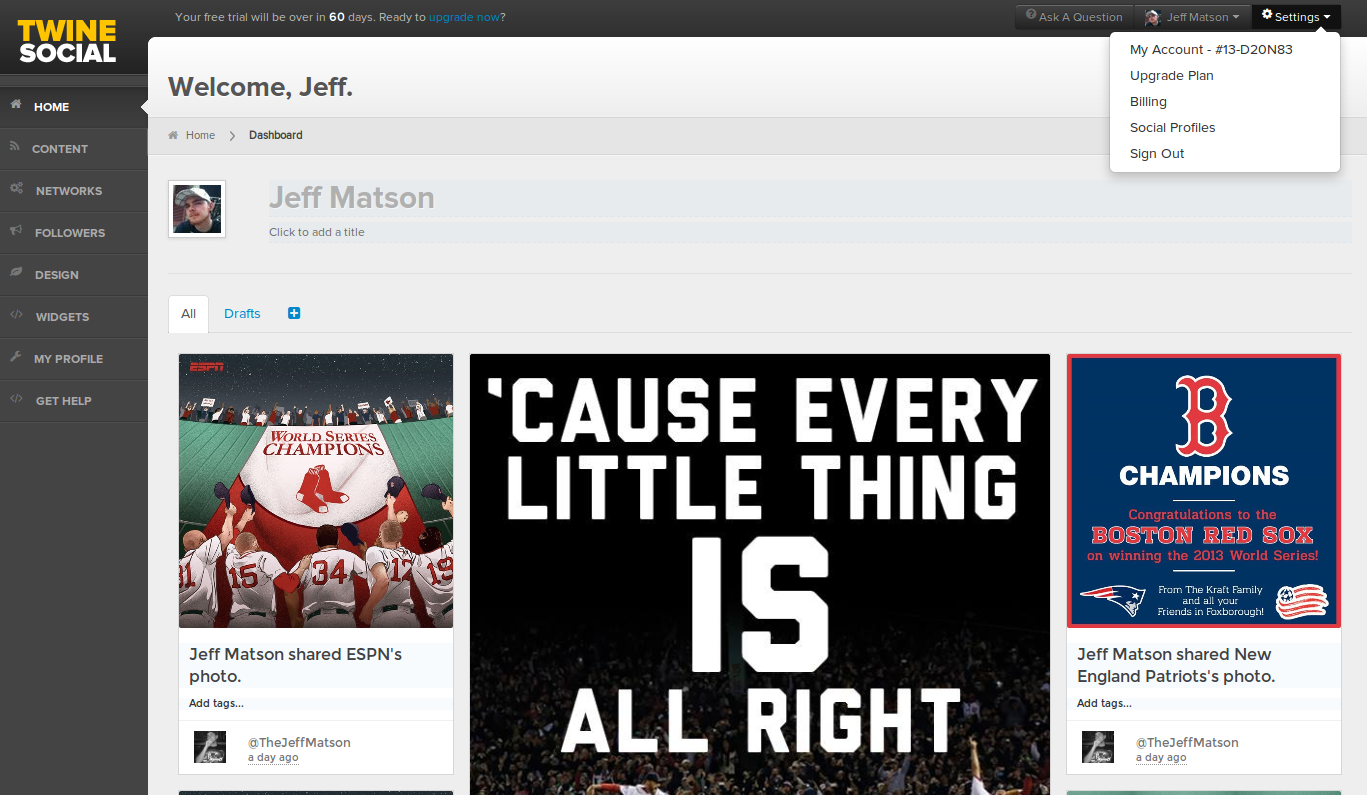 Your free trial will be over in 60 days. Ready to upgrade now?
Ask A Question
Jeff Matson
Settings
TWINE
SOCIAL
My Account - #13-D20N83
Upgrade Plan
Billing
Social Profiles
Sign Out
HOME
CONTENT
NETWORKS
FOLLOWERS
DESIGN
WIDGETS
MY PROFILE
GET HELP
Welcome, Jeff.
Home
Dashboard
Jeff Matson
Click to add a title
All
Drafts
ESPN
WORLD SERIES
CHAMPIONS
31
15
34
19
Jeff Matson shared ESPN's
photo.
Add tags...
@TheJeffMatson
a day ago
'CAUSE EVERY
LITTLE THING
IS
ALL RIGHT
B
CHAMPIONS
Congratulations to the
BOSTON RED SOX
on winning the 2013 World Series!
From The Kraft Family
and all your
Friends in Foxborough!
Jeff Matson shared New
England Patriots's photo.
Add tags...
@TheJeffMatson
a day ago